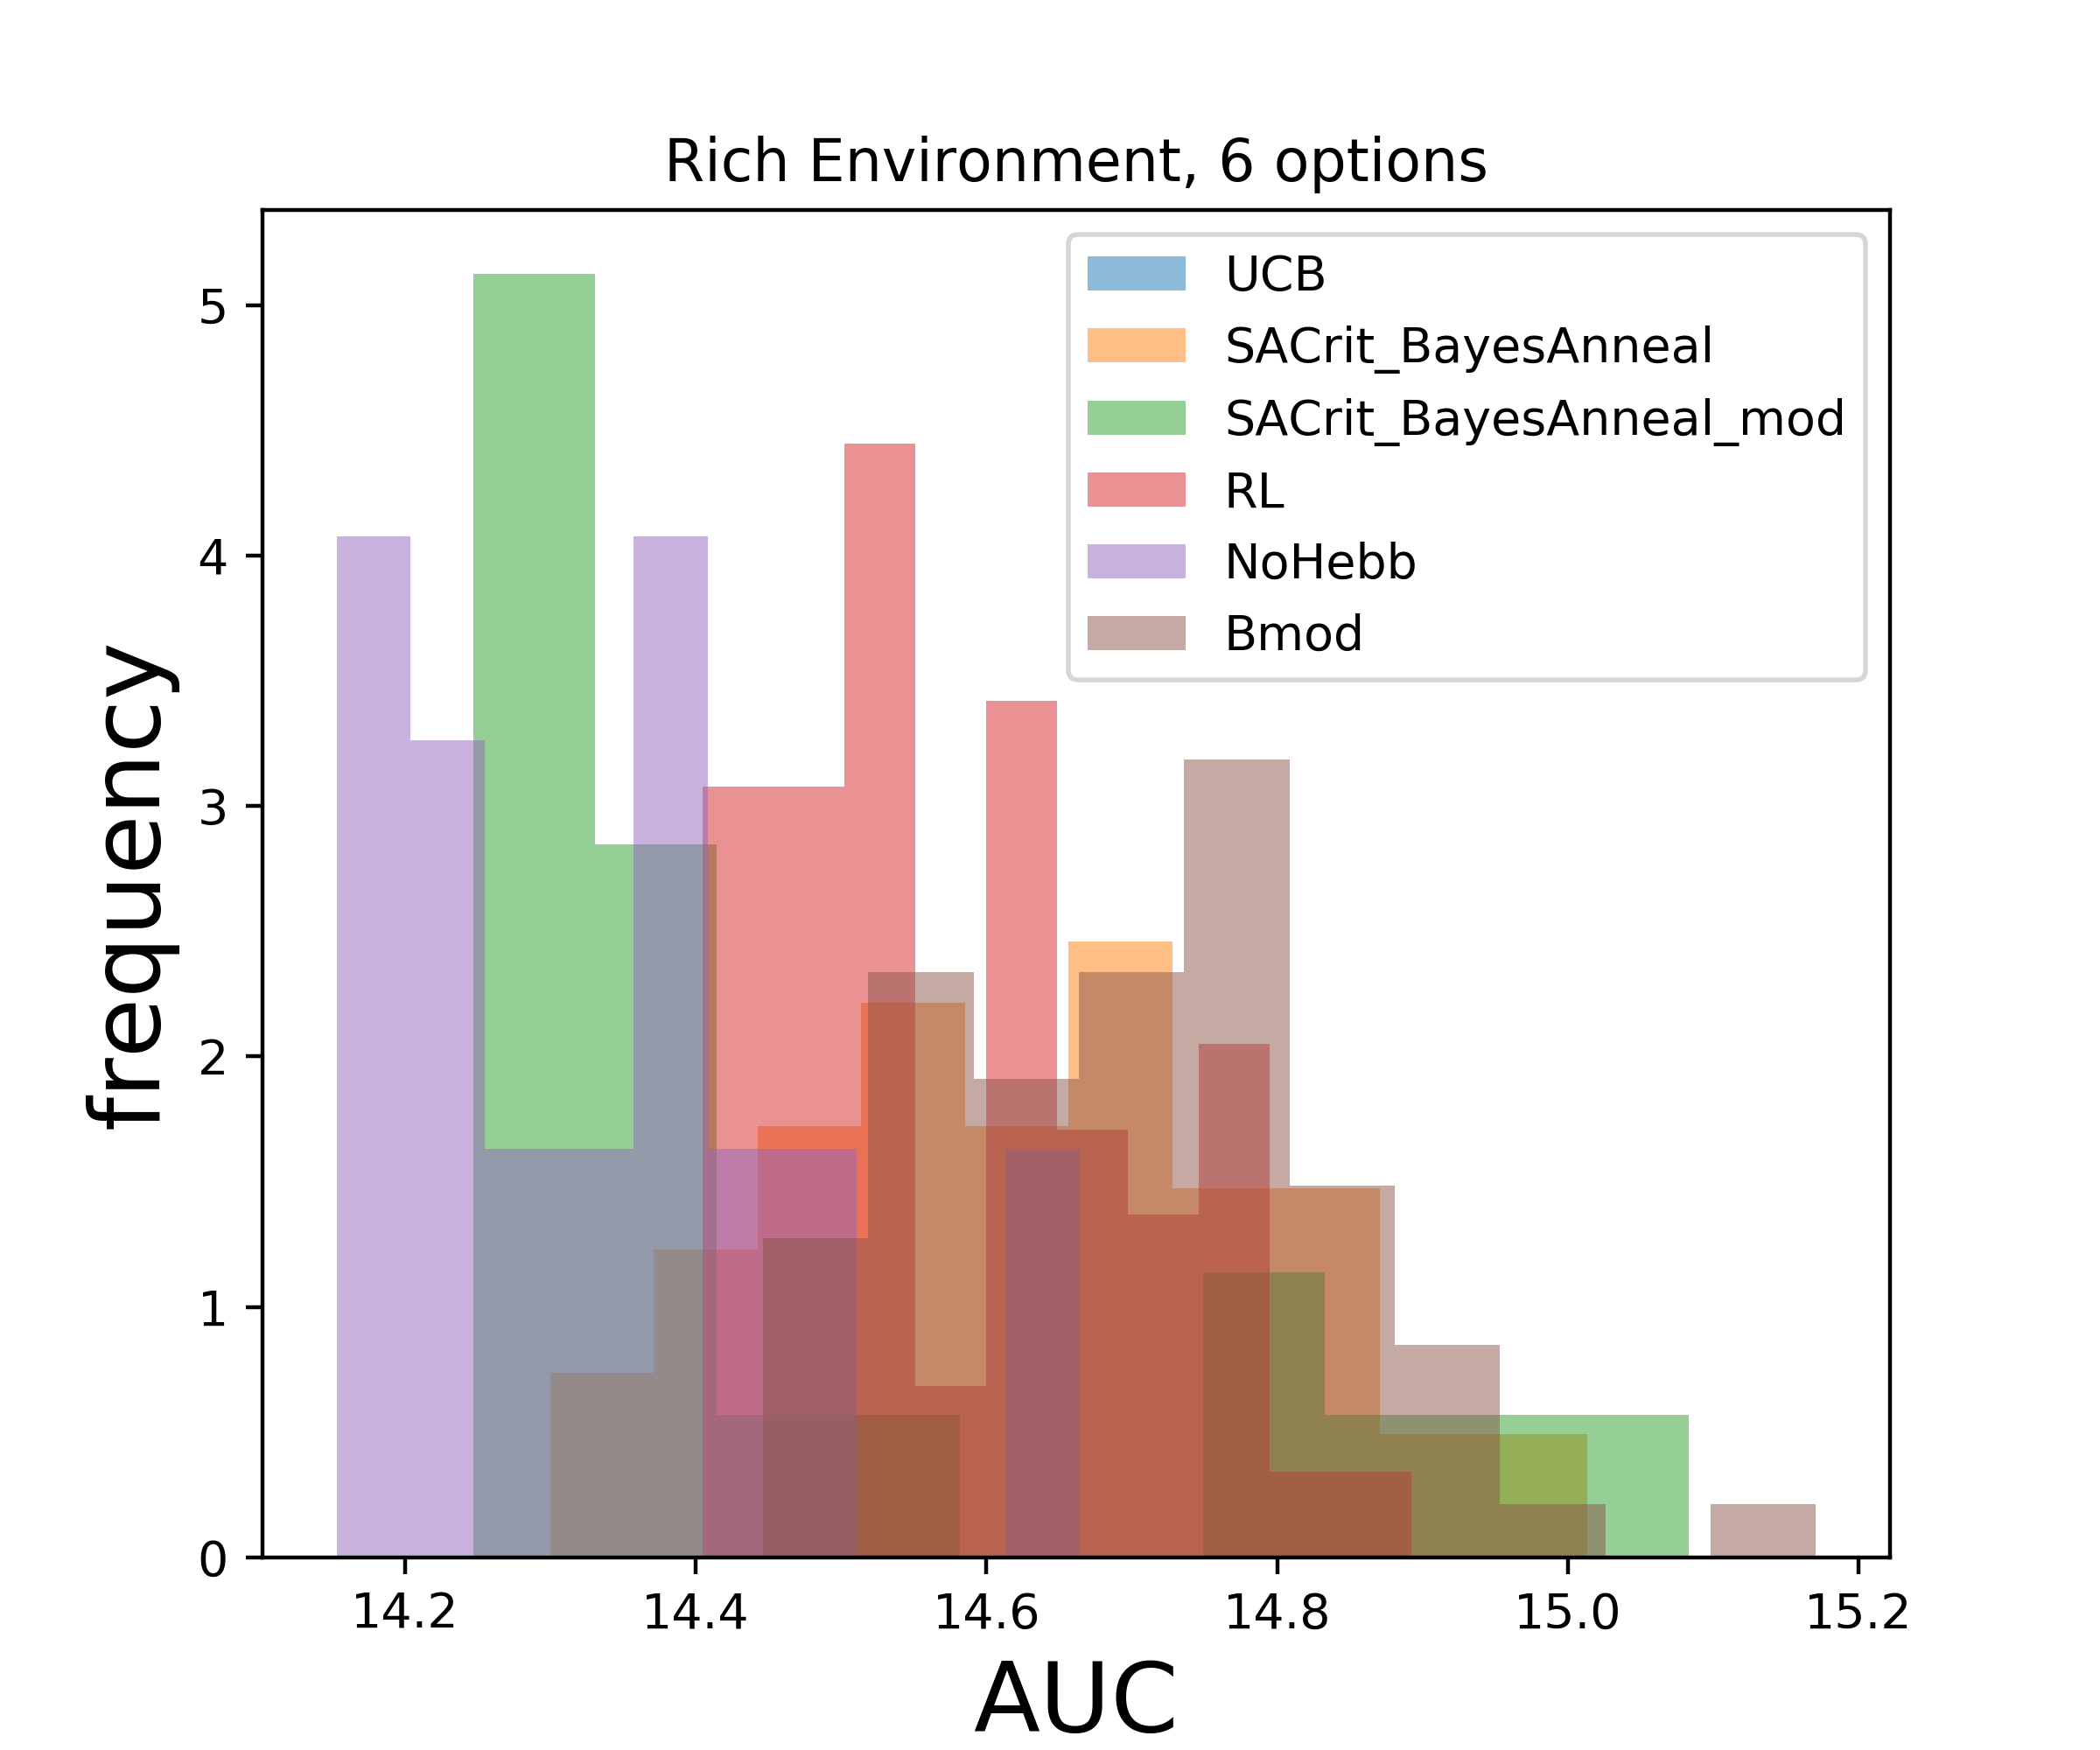 Rich Environment, 6 options
UCB
SACrit_BayesAnneal
SACrit_BayesAnneal_mod
RL
NoHebb
Bmod
frequency
5
4
3
2
1
0
14.2 14.4 14.6 14.8 15.0 15.2
AUC